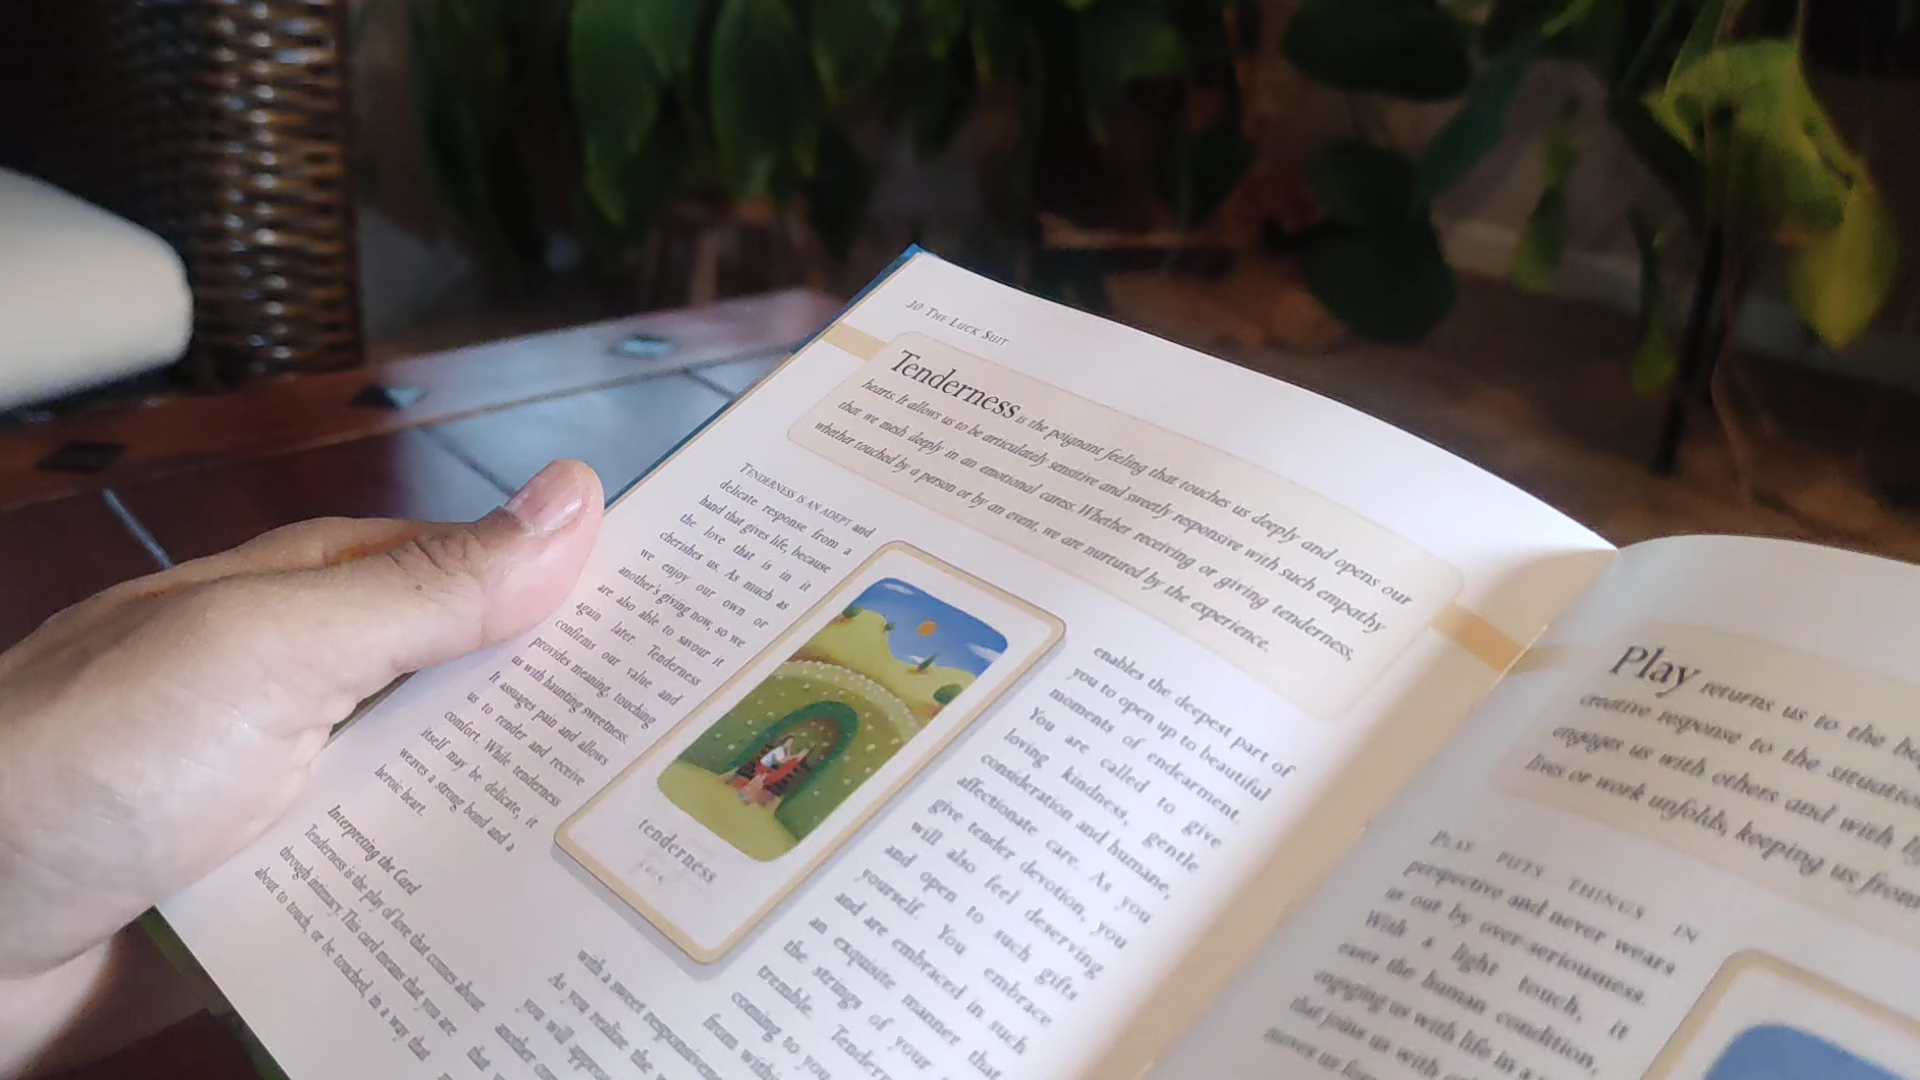 30 THE LUCK SUIT
Tenderness is the poignant feeling that touches us deeply and opens our
hearts. It allows us to be articulately sensitive and sweetly responsive with such empathy
that we mesh deeply in an emotional caress. Whether receiving or giving tenderness,
whether touched by a person or by an event, we are nurtured by the experience.
TENDERNESS IS AN ADEPT and
delicate response from a
hand that gives life, because
the love that is in it
cherishes us. As much as
we enjoy our own or
another's giving now, so we
are also able to savour it
again later. Tenderness
confirms our value and
provides meaning, touching
us with haunting sweetness.
It assuages pain and allows
us to render and receive
comfort. While tenderness
itself may be delicate, it
weaves a strong bond and a
heroic heart.
Interpreting the Card
Tenderness is the play of love that comes about
through intimacy. This card means that you are
about to touch, or be touched, in a way that
tenderness
luck
with a sweet responsiveness
As you realize the
you will
another
that
enables the deepest part of
you to open up to beautiful
moments of endearment.
You are called to give
loving kindness, gentle
consideration and humane,
affectionate care. As you
give tender devotion, you
will also feel deserving
and open to such gifts
yourself. You embrace
and are embraced in such
an exquisite manner that
the strings of your
tremble.
coming to you
from within
Play returns us to the
creative response to the situation
engages us with others and with
lives or work unfolds, keeping us from
PLAY PUTS THINGS IN
perspective and never wears
us out by over-seriousness.
With a light touch, it
eases the human condition,
engaging us with life in a
that joins us with
moves us